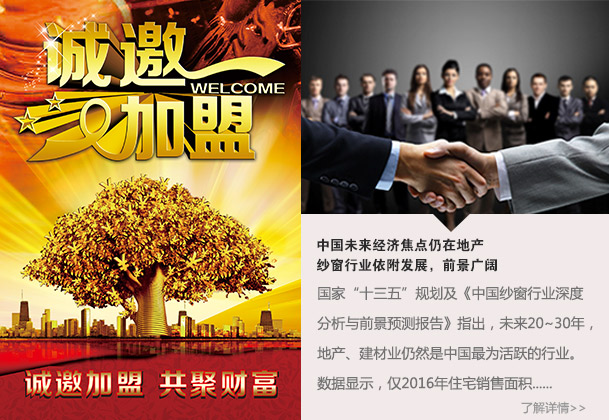 诚邀
WELCOME
加盟
诚邀加盟 共聚财富
中国未来经济焦点仍在地产
纱窗行业依附发展，前景广阔
国家“十三五”规划及《中国纱窗行业深度
分析与前景预测报告》指出，未来20~30年，
地产、建材业仍然是中国最为活跃的行业。
数据显示，仅2016年住宅销售面积......
了解详情>>